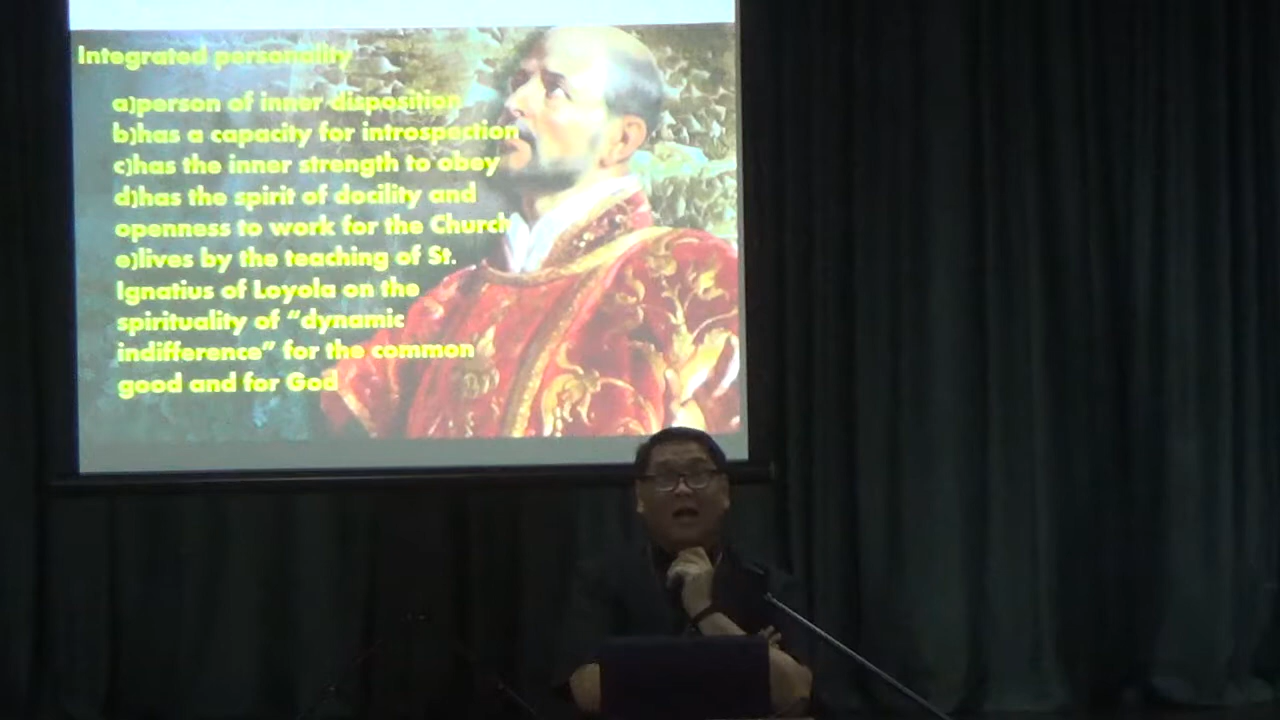 Integrated personality
a)person of inner disposition
b)has a capacity for introspection
c)has the inner strength to obey
d)has the spirit of docility and
openness to work for the Church
e)lives by the teaching of St.
Ignatius of Loyola on the
spirituality of “dynamic
indifference” for the common
good and for God